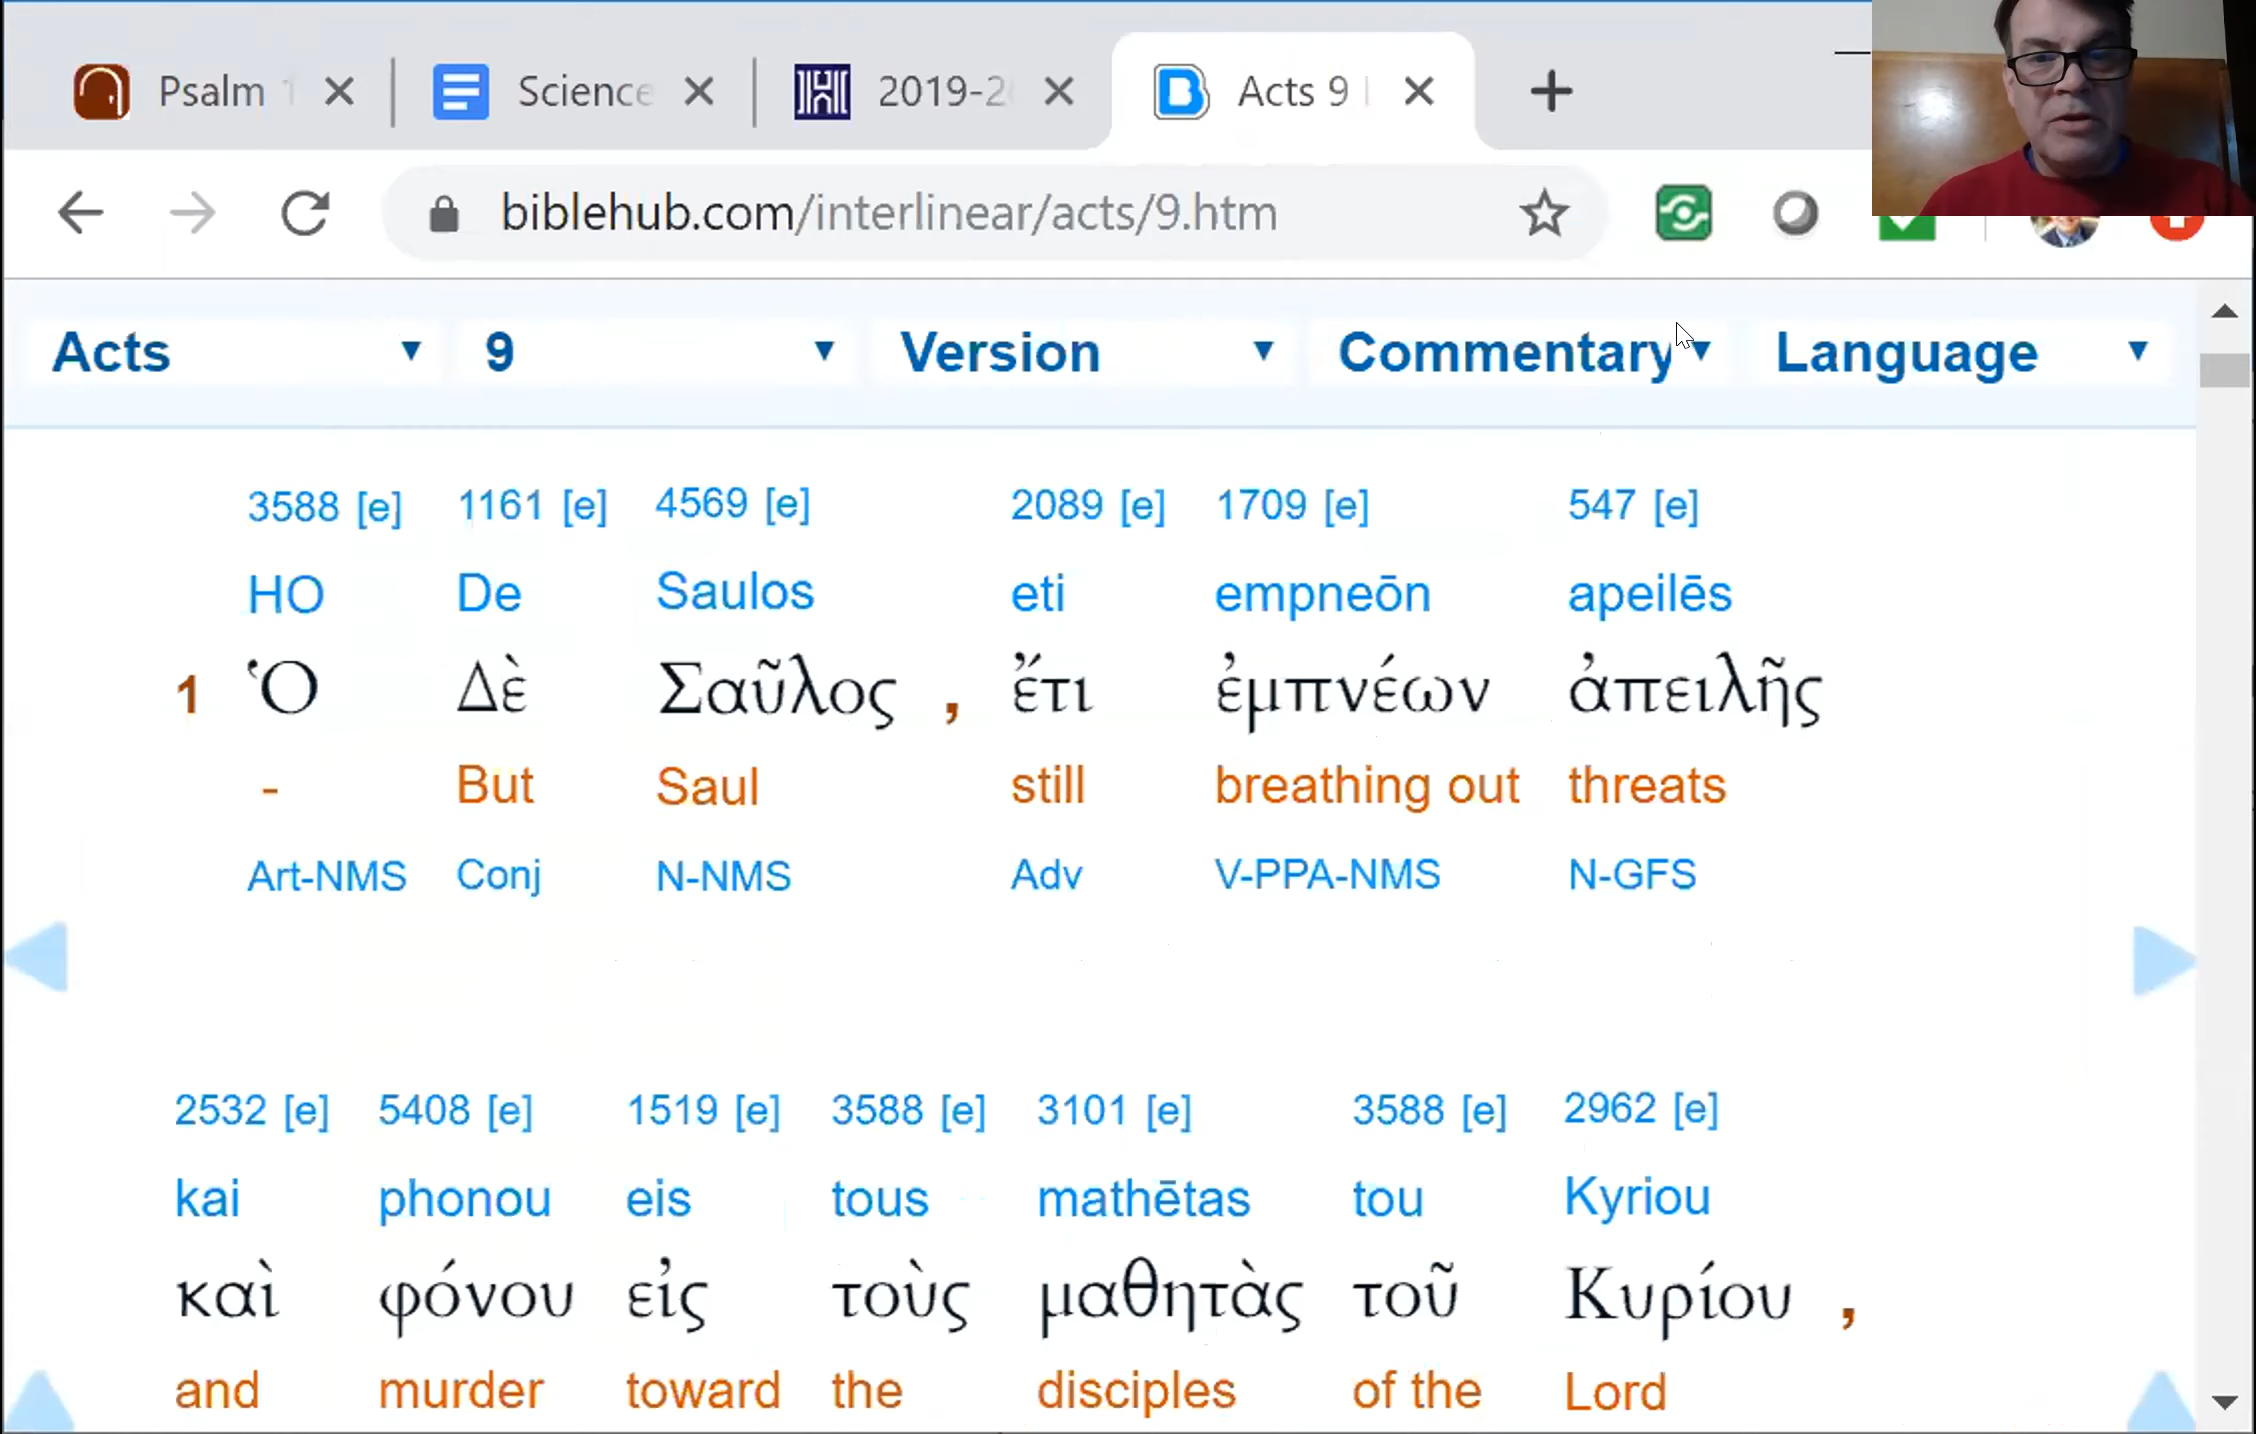 Psalm 1 Science 2019-2 Acts 9
biblehub.com/interlinear/acts/9.htm
Acts 9 Version Commentary Language
3588 [e] 1161 [e] 4569 [e] 2089 [e] 1709 [e] 547 [e]
HO De Saulos eti empneōn apeilēs
1 Ὁ Δὲ Σαῦλος , ἔτι ἐμπνέων ἀπειλῆς
- But Saul still breathing out threats
Art-NMS Conj N-NMS Adv V-PPA-NMS N-GFS
2532 [e] 5408 [e] 1519 [e] 3588 [e] 3101 [e] 3588 [e] 2962 [e]
kai phonou eis tous mathētas tou Kyriou
καὶ φόνου εἰς τοὺς μαθητὰς τοῦ Κυρίου ,
and murder toward the disciples of the Lord